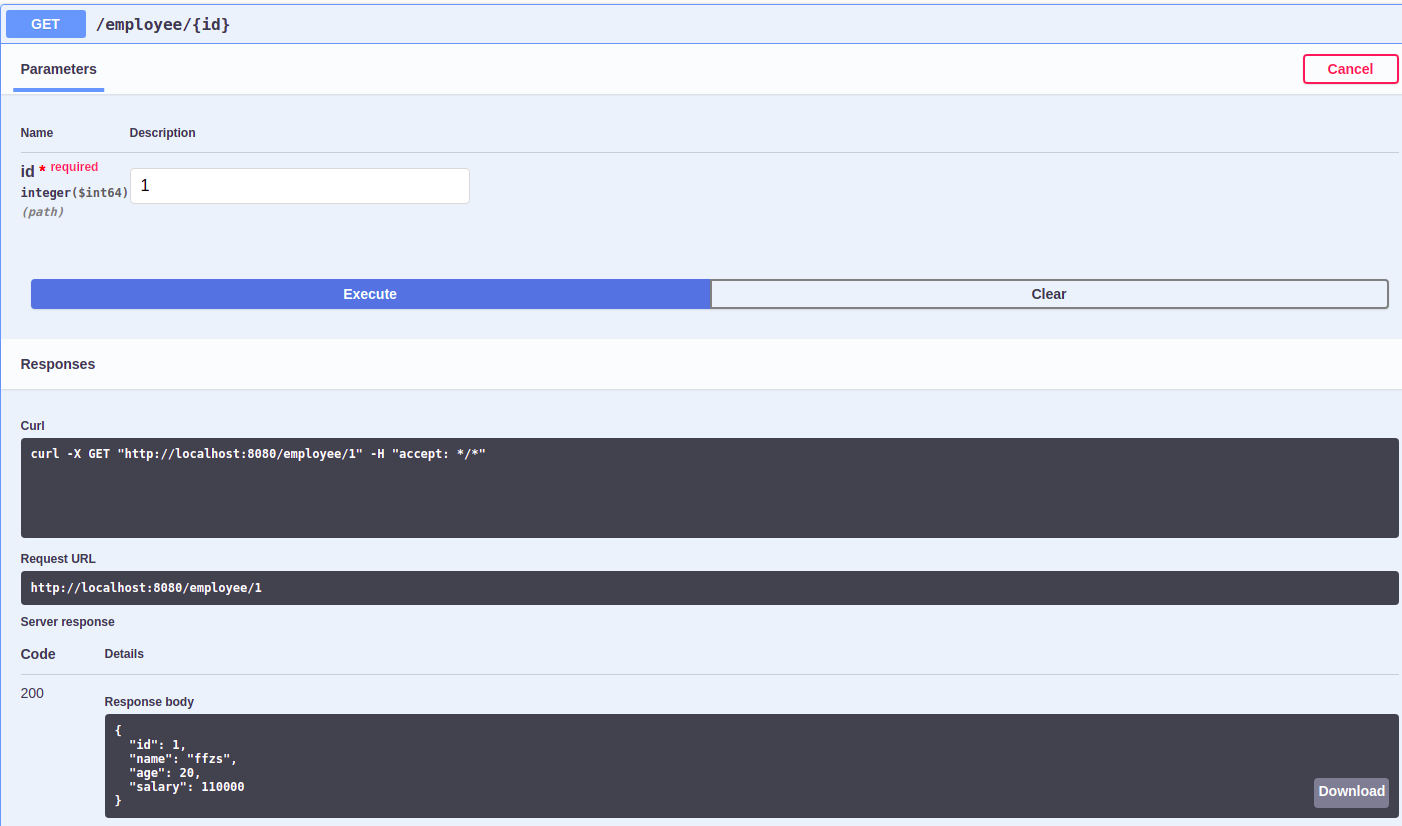 GET /employee/{id}
Parameters
Cancel
Name Description
id * required
integer($int64)
(path)
1
Execute Clear
Responses
Curl
curl -X GET "http://localhost:8080/employee/1" -H "accept: */*"
Request URL
http://localhost:8080/employee/1
Server response
Code Details
200
Response body
{
  "id": 1,
  "name": "ffzs",
  "age": 20,
  "salary": 110000
}
Download